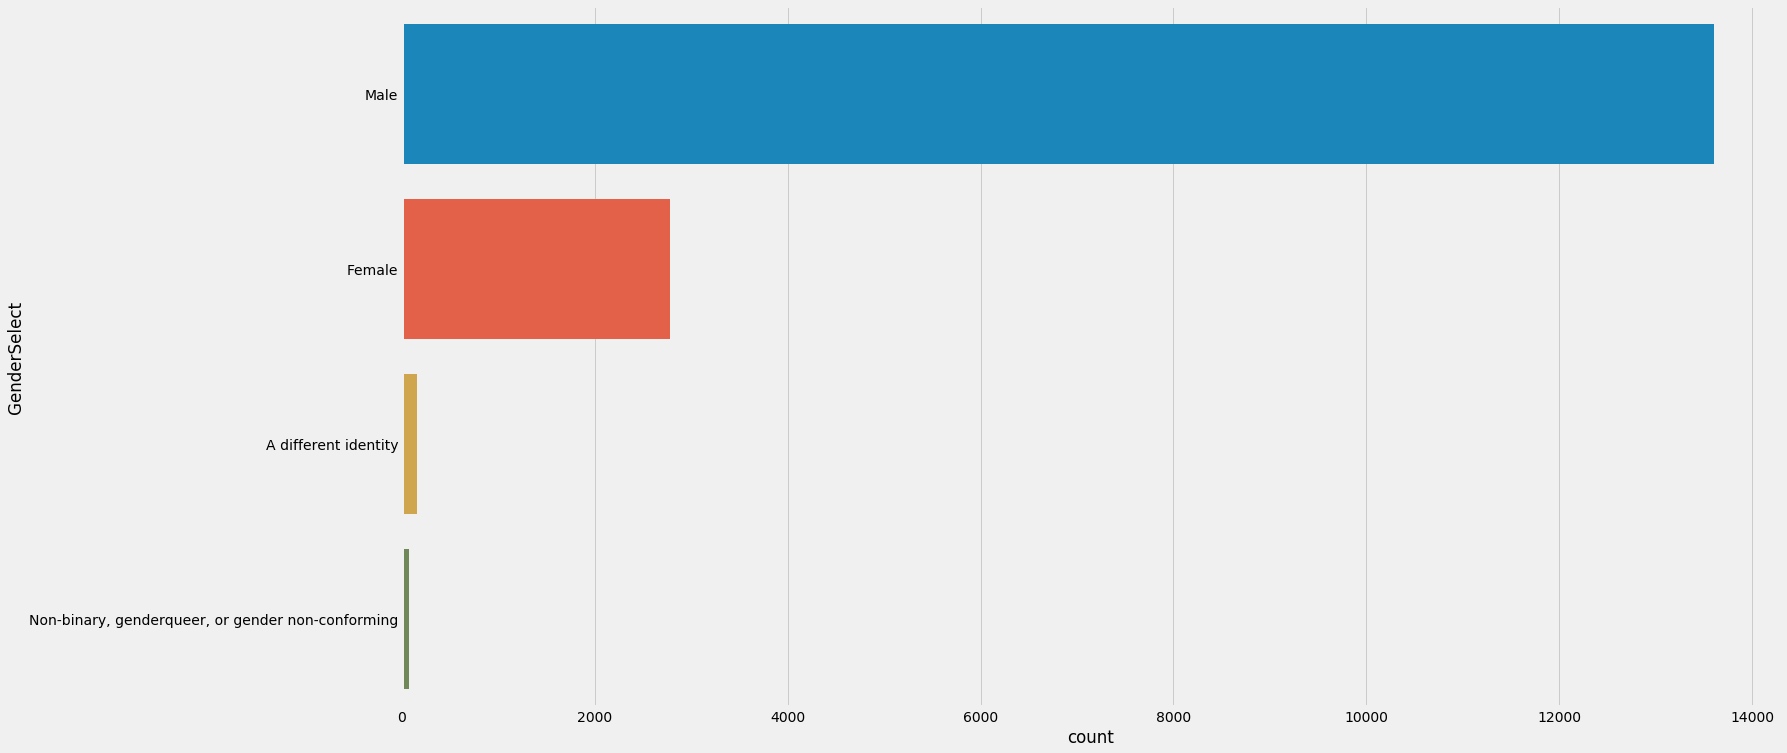 GenderSelect
Male
Female
A different identity
Non-binary, genderqueer, or gender non-conforming
0 2000 4000 6000 8000 10000 12000 14000
count